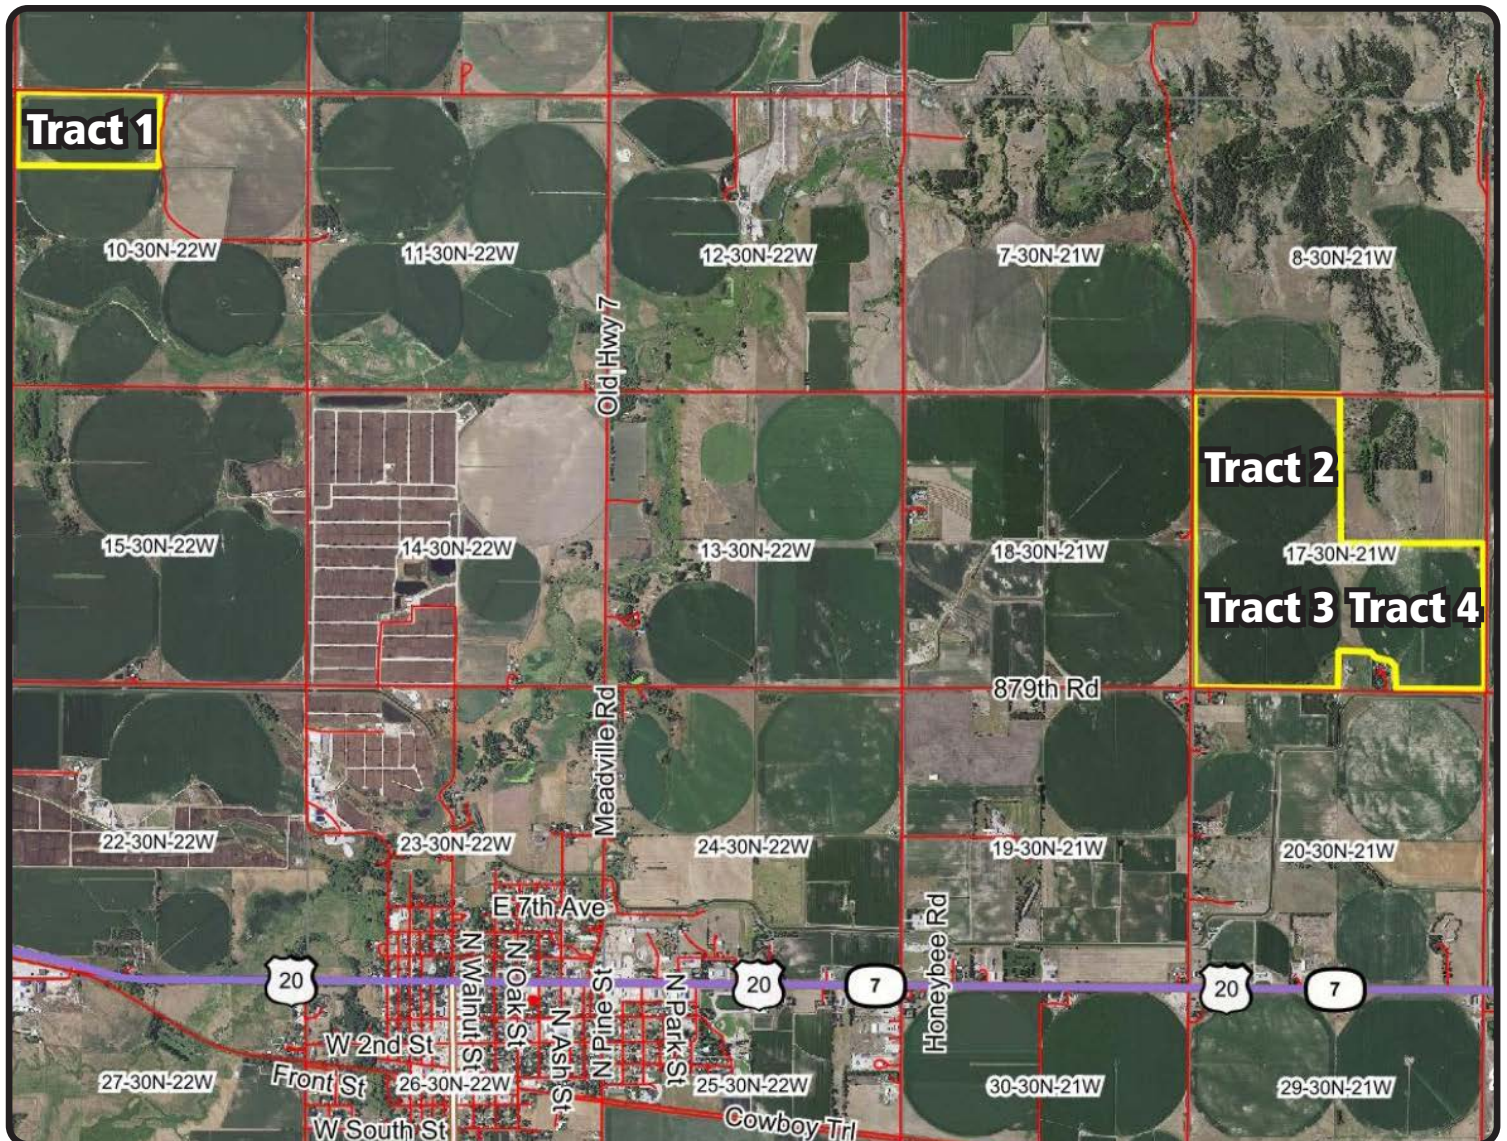 Tract 1
10-30N-22W
11-30N-22W
12-30N-22W
7-30N-21W
8-30N-21W
Old Hwy 7
Tract 2
15-30N-22W
14-30N-22W
13-30N-22W
18-30N-21W
17-30N-21W
Tract 3
Tract 4
879th Rd
Meadville Rd
22-30N-22W
23-30N-22W
24-30N-22W
19-30N-21W
20-30N-21W
E 7th Ave
Honeybee Rd
N Walnut St
N Oak St
N Ash St
N Pine St
N Park St
20
20
7
20
7
W 2nd St
Front St
27-30N-22W
26-30N-22W
25-30N-22W
30-30N-21W
29-30N-21W
W South St
Cowboy Trl